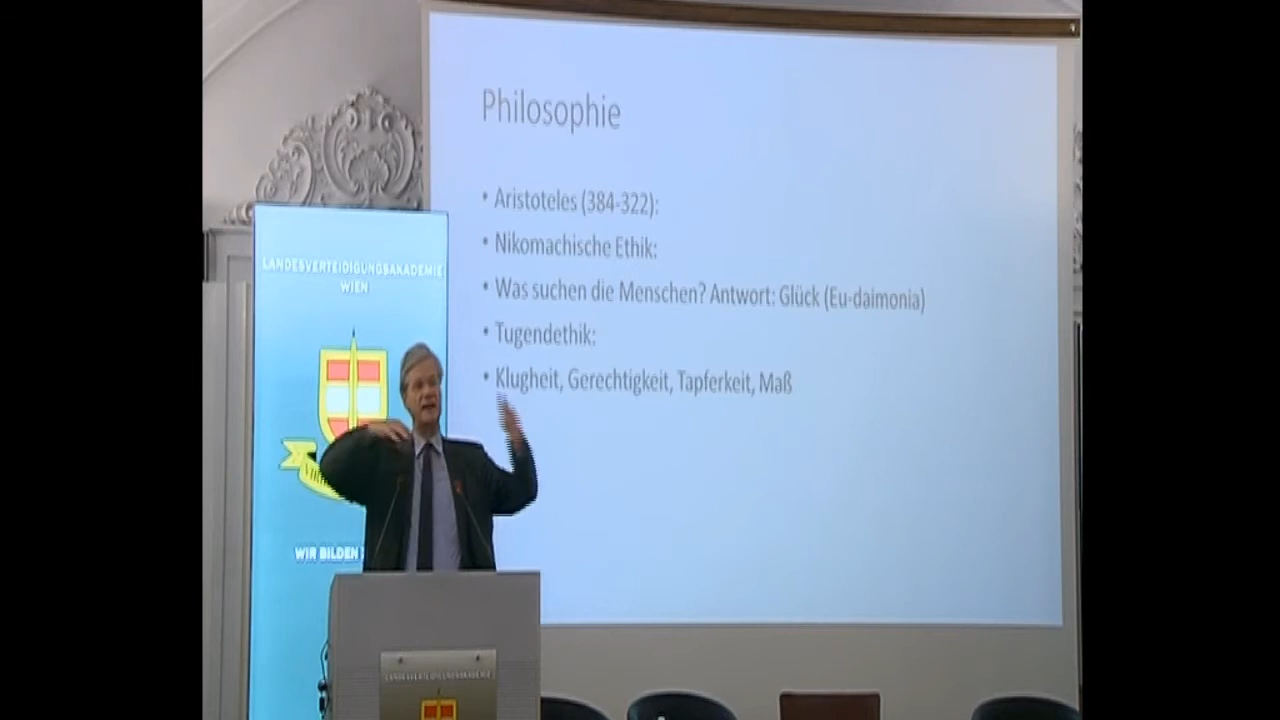 Philosophie
• Aristoteles (384-322):
• Nikomachische Ethik:
• Was suchen die Menschen? Antwort: Glück (Eu-daimonia)
• Tugendethik:
• Klugheit, Gerechtigkeit, Tapferkeit, Maß
LANDESVERTEIDIGUNGSAKADEMIE
WIEN
WIR BILDEN
LANDESVERTEIDIGUNGSAKADEMIE